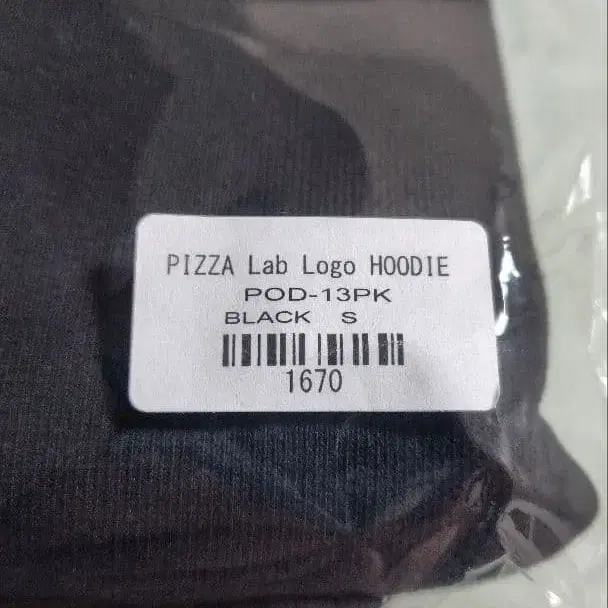 PIZZA Lab Logo HOODIE
POD-13PK
BLACK S
1670